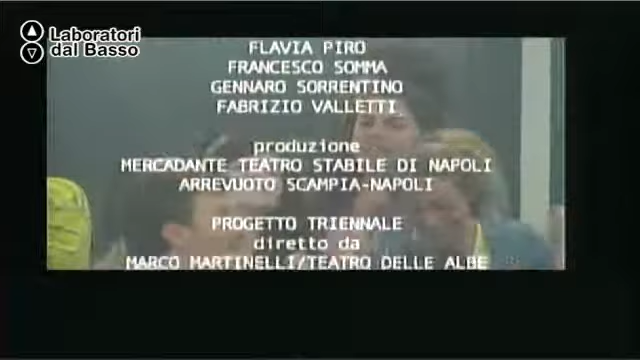 Laboratori
dal Basso
FLAVIA PIRO
FRANCESCO SOMMA
GENNARO SORRENTINO
FABRIZIO VALLETTI
produzione
MERCADANTE TEATRO STABILE DI NAPOLI
ARREVUOTO SCAMPIA-NAPOLI
PROGETTO TRIENNALE
diretto da
MARCO MARTINELLI/TEATRO DELLE ALBE